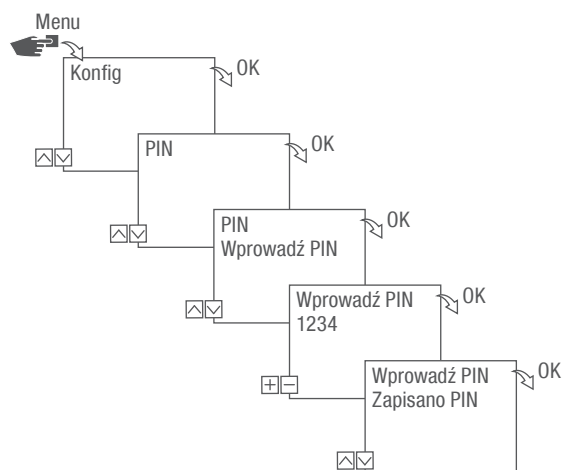 Menu
Konfig
OK
PIN
OK
PIN
Wprowadź PIN
OK
Wprowadź PIN
1234
OK
Wprowadź PIN
Zapisano PIN
OK